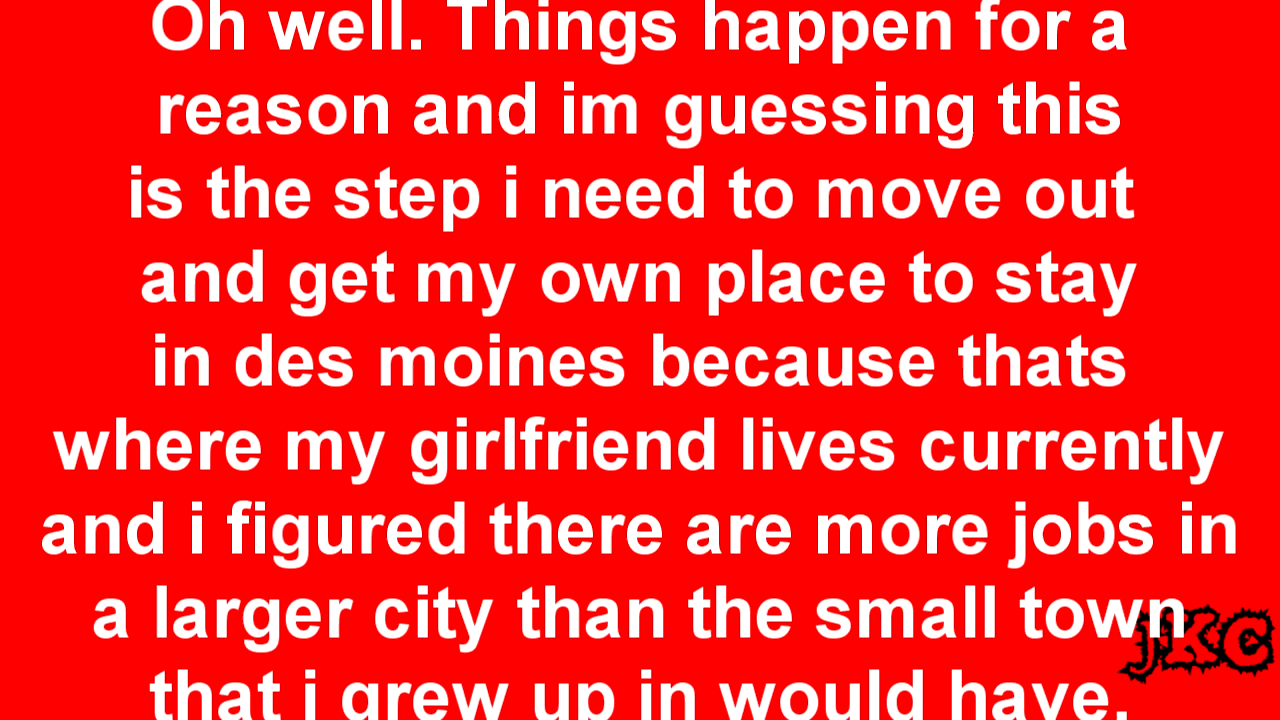 Oh well. Things happen for a
reason and im guessing this
is the step i need to move out
and get my own place to stay
in des moines because thats
where my girlfriend lives currently
and i figured there are more jobs in
a larger city than the small town
that i grew up in would have.
JKC